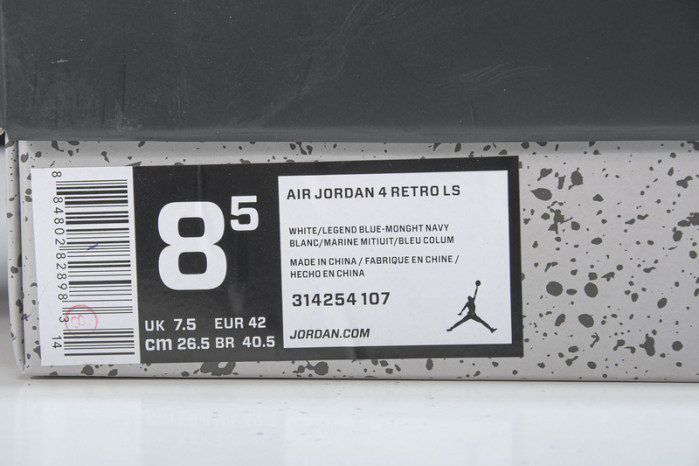 8 84802 82898 3
14
8 5
UK 7.5 EUR 42
CM 26.5 BR 40.5
AIR JORDAN 4 RETRO LS
WHITE/LEGEND BLUE-MONGHT NAVY
BLANC/MARINE MITIUIT/BLEU COLUM
MADE IN CHINA / FABRIQUE EN CHINE /
HECHO EN CHINA
314254 107
JORDAN.COM